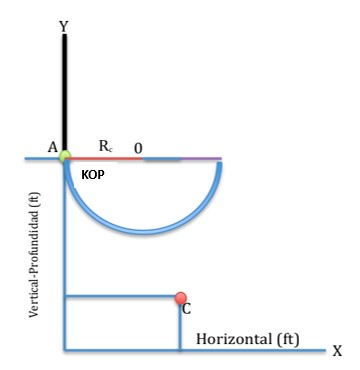 Y
A
Rc
0
KOP
Vertical-Profundidad (ft)
C
Horizontal (ft)
X